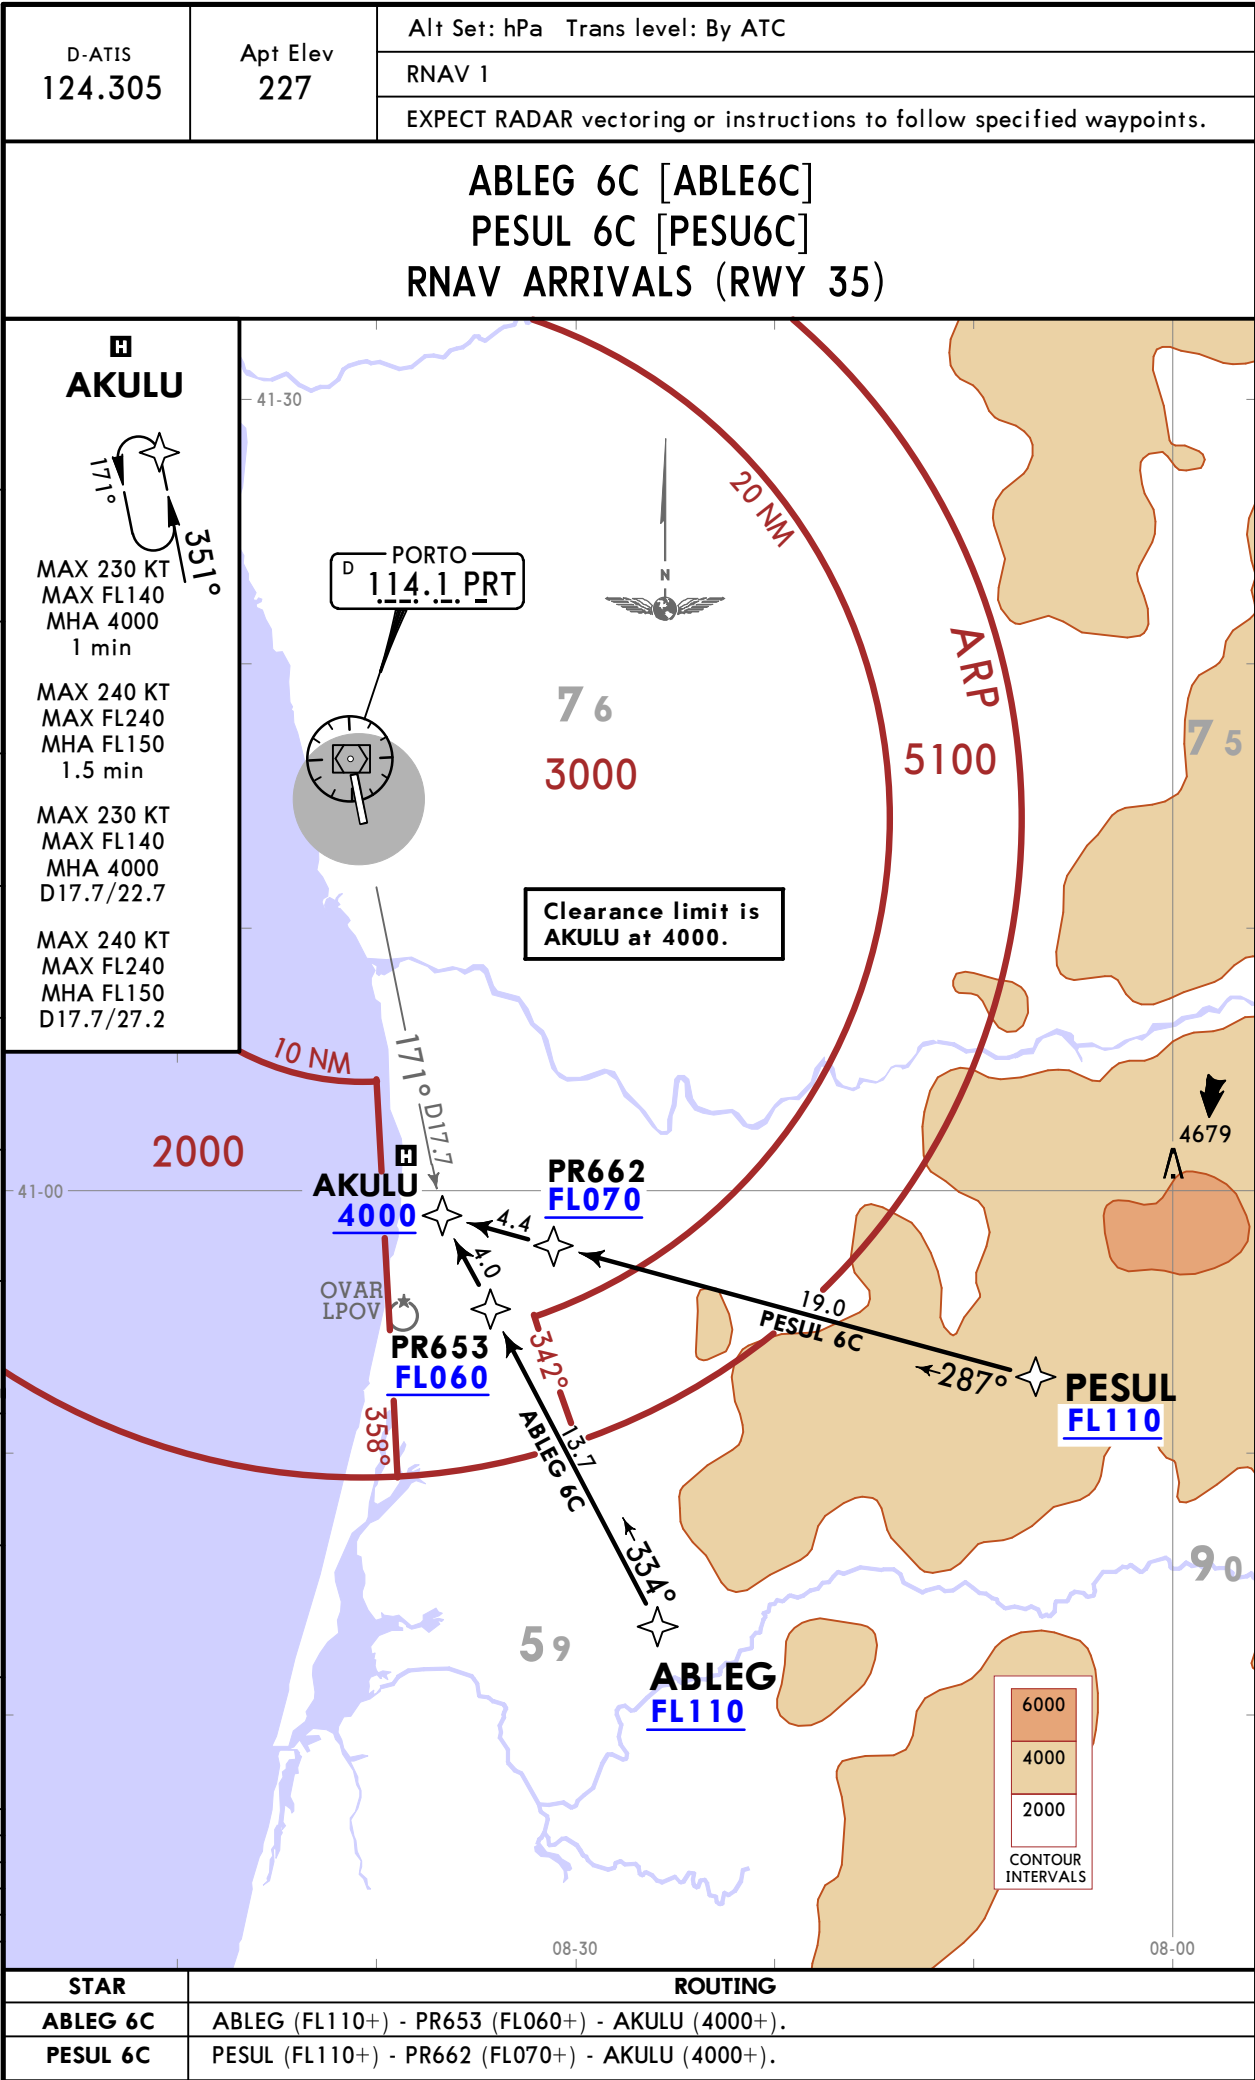 D-ATIS
124.305
Apt Elev
227
Alt Set: hPa Trans level: By ATC
RNAV 1
EXPECT RADAR vectoring or instructions to follow specified waypoints.
ABLEG 6C [ABLE6C]
PESUL 6C [PESU6C]
RNAV ARRIVALS (RWY 35)
H
AKULU
171°
351°
MAX 230 KT
MAX FL140
MHA 4000
1 min
MAX 240 KT
MAX FL240
MHA FL150
1.5 min
MAX 230 KT
MAX FL140
MHA 4000
D17.7/22.7
MAX 240 KT
MAX FL240
MHA FL150
D17.7/27.2
41-30
20 NM
PORTO
D 114.1 PRT
N
ARP
76
75
3000
5100
Clearance limit is
AKULU at 4000.
10 NM
171°
D17.7
2000
4679
H
AKULU
4000
41-00
PR662
FL070
4.4
4.0
OVAR
LPOV
PR653
FL060
19.0
PESUL 6C
287°
PESUL
FL110
342°
358°
13.7
ABLEG 6C
334°
90
59
ABLEG
FL110
6000
4000
2000
CONTOUR
INTERVALS
08-30
08-00
STAR
ROUTING
ABLEG 6C
ABLEG (FL110+) - PR653 (FL060+) - AKULU (4000+).
PESUL 6C
PESUL (FL110+) - PR662 (FL070+) - AKULU (4000+).